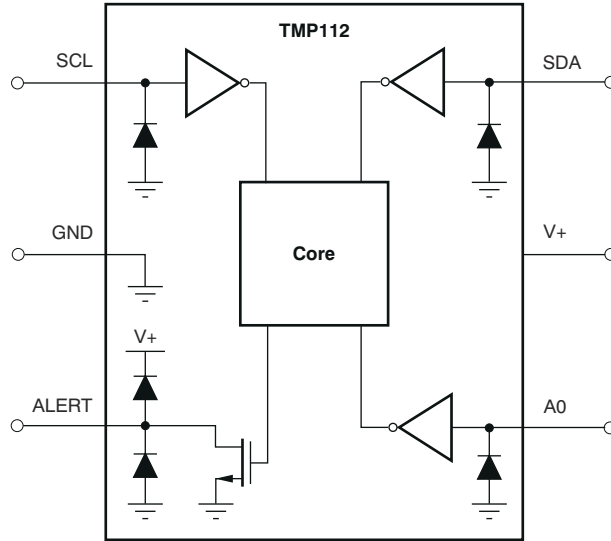 TMP112
SCL
SDA
GND
Core
V+
V+
ALERT
A0